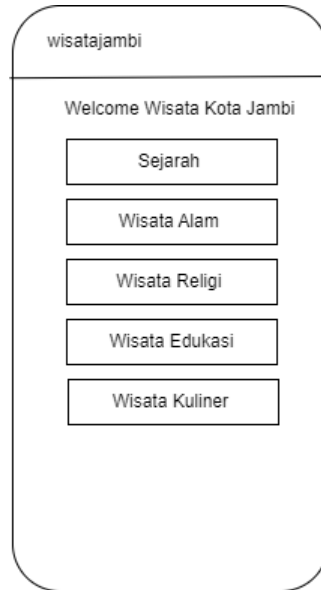 wisatajambi
Welcome Wisata Kota Jambi
Sejarah
Wisata Alam
Wisata Religi
Wisata Edukasi
Wisata Kuliner